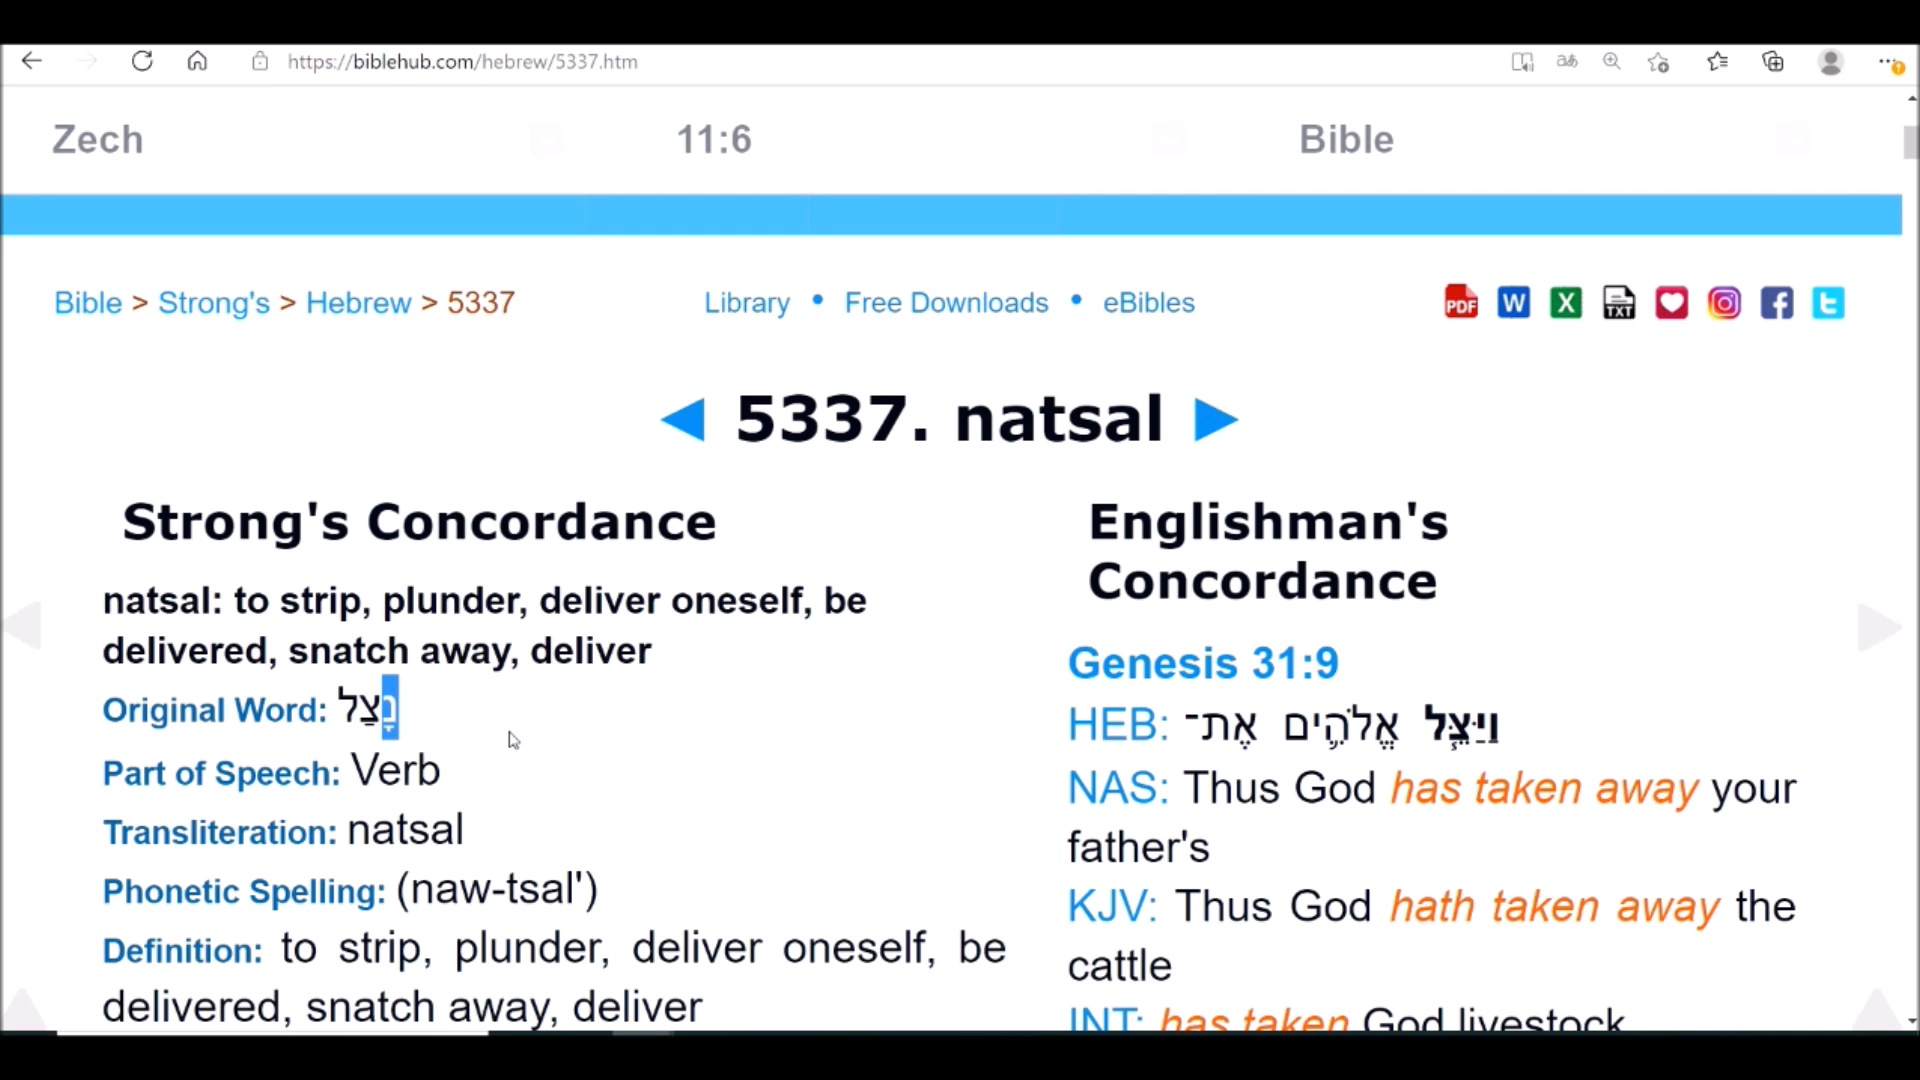 https://biblehub.com/hebrew/5337.htm
Zech 11:6 Bible
Bible > Strong's > Hebrew > 5337 Library • Free Downloads • eBibles
PDF W X TXT
5337. natsal
Strong's Concordance
natsal: to strip, plunder, deliver oneself, be
delivered, snatch away, deliver
Original Word: נָצַל
Part of Speech: Verb
Transliteration: natsal
Phonetic Spelling: (naw-tsal')
Definition: to strip, plunder, deliver oneself, be
delivered, snatch away, deliver
Englishman's
Concordance
Genesis 31:9
HEB: וַיַּצֵּ֧ל אֱלֹהִ֛ים אֶת־
NAS: Thus God has taken away your
father's
KJV: Thus God hath taken away the
cattle
INT: has taken God livestock